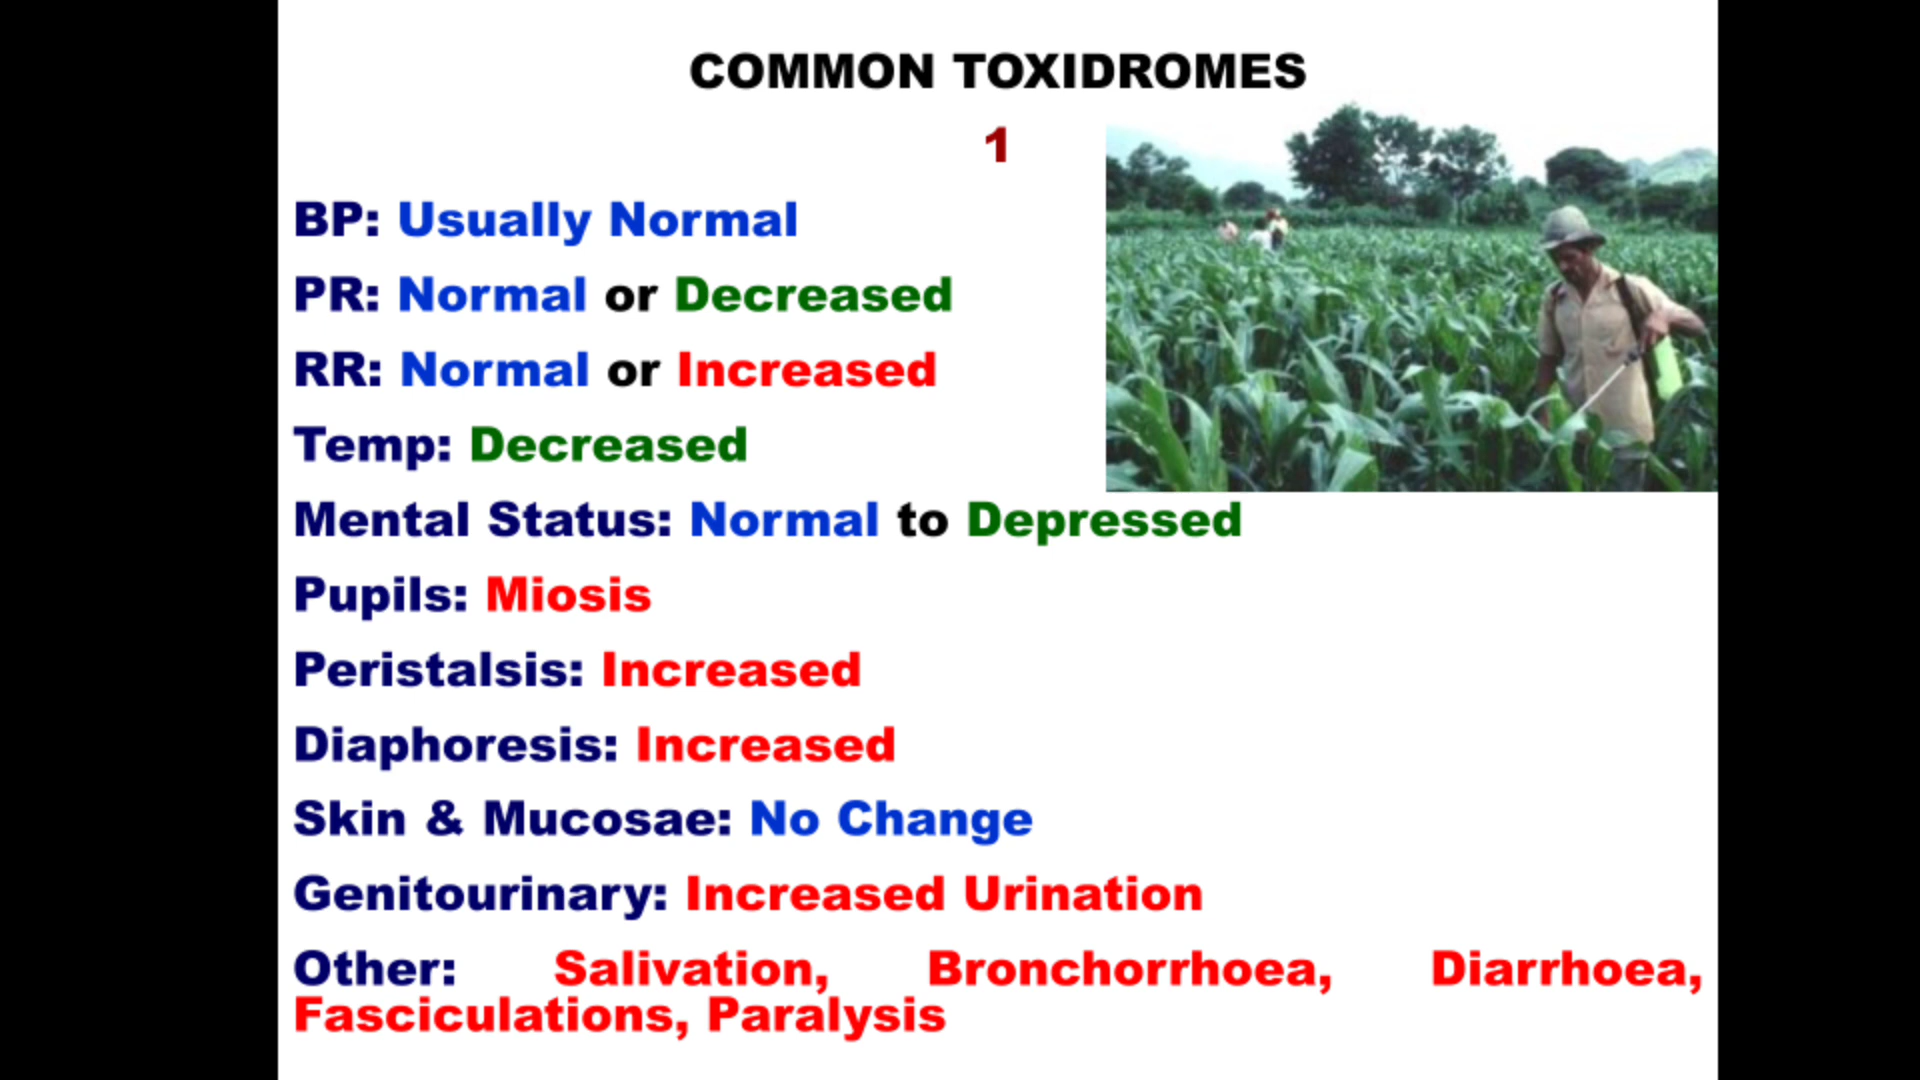 COMMON TOXIDROMES
1
BP: Usually Normal
PR: Normal or Decreased
RR: Normal or Increased
Temp: Decreased
Mental Status: Normal to Depressed
Pupils: Miosis
Peristalsis: Increased
Diaphoresis: Increased
Skin & Mucosae: No Change
Genitourinary: Increased Urination
Other: Salivation, Bronchorrhoea, Diarrhoea,
Fasciculations, Paralysis